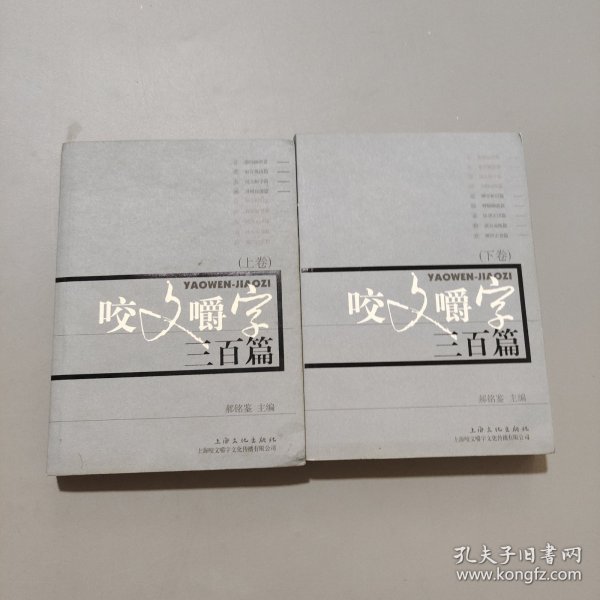 (上卷)
YAOWEN-JIAOZI
咬文嚼字
三百篇
郝铭鉴 主编
上海文化出版社
上海咬文嚼字文化传播有限公司
(下卷)
YAOWEN-JIAOZI
咬文嚼字
三百篇
郝铭鉴 主编
上海文化出版社
上海咬文嚼字文化传播有限公司
孔夫子旧书网
www.kongfz.com